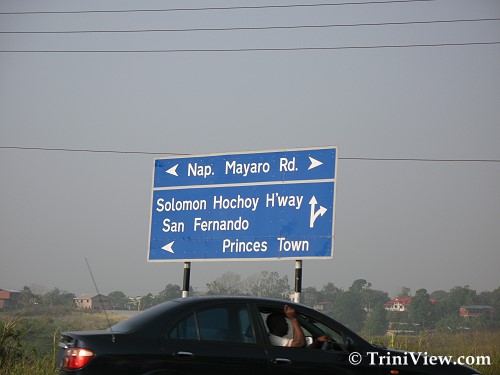 Nap. Mayaro Rd.
Solomon Hochoy H'way
San Fernando
Princes Town
© TriniView.com